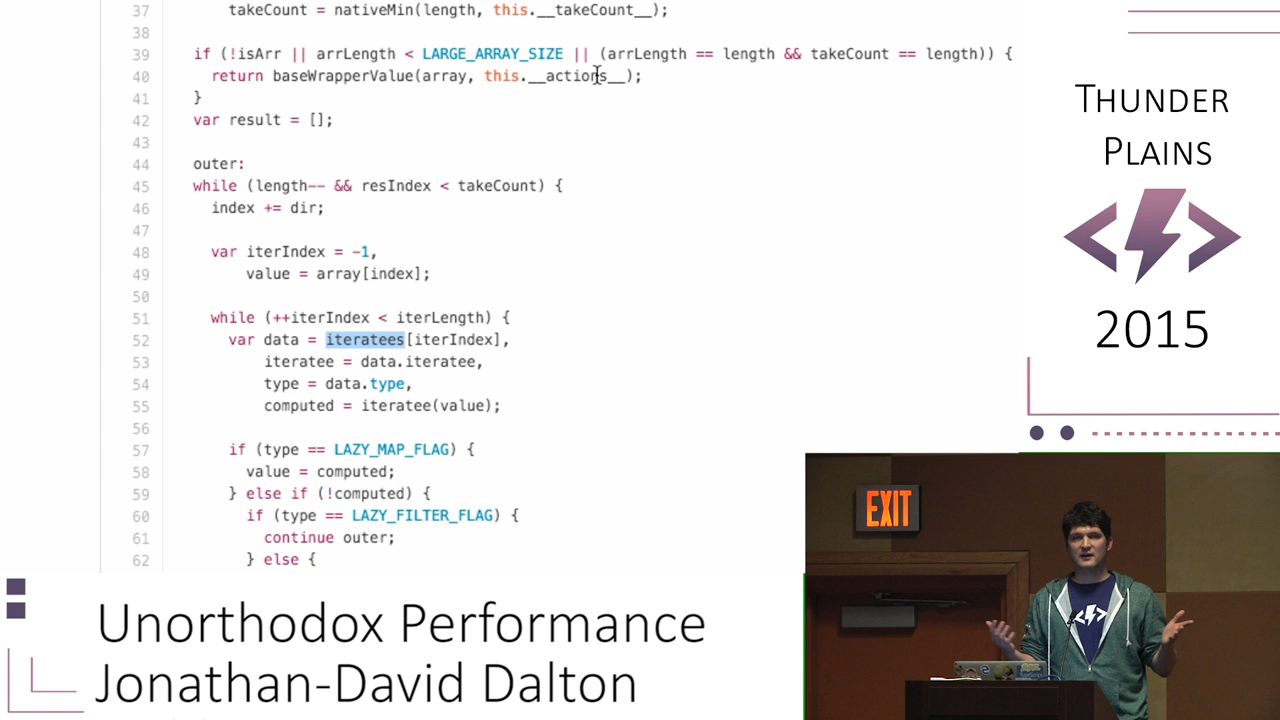 37 takeCount = nativeMin(length, this.__takeCount__);
38
39 if (!isArr || arrLength < LARGE_ARRAY_SIZE || (arrLength == length && takeCount == length)) {
40 return baseWrapperValue(array, this.__actions__);
41 }
42 var result = [];
43
44 outer:
45 while (length-- && resIndex < takeCount) {
46 index += dir;
47
48 var iterIndex = -1,
49 value = array[index];
50
51 while (++iterIndex < iterLength) {
52 var data = iteratees[iterIndex],
53 iteratee = data.iteratee,
54 type = data.type,
55 computed = iteratee(value);
56
57 if (type == LAZY_MAP_FLAG) {
58 value = computed;
59 } else if (!computed) {
60 if (type == LAZY_FILTER_FLAG) {
61 continue outer;
62 } else {
THUNDER
PLAINS
2015
EXIT
Unorthodox Performance
Jonathan-David Dalton